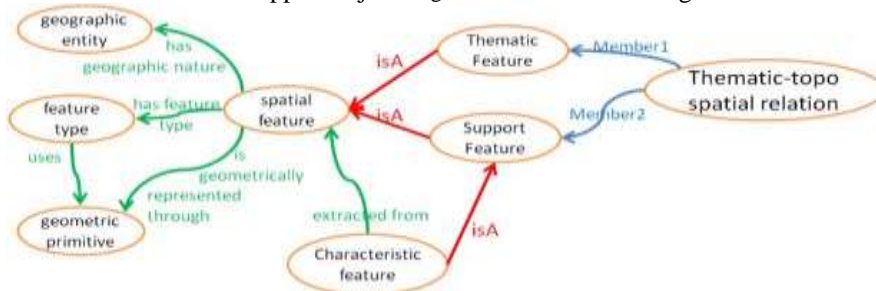 geographic
entity
has
geographic nature
feature
type
has feature
type
spatial
feature
uses
is
geometrically
represented
through
geometric
primitive
isA
isA
Thematic
Feature
Support
Feature
Member1
Member2
Thematic-topo
spatial relation
extracted from
isA
Characteristic
feature